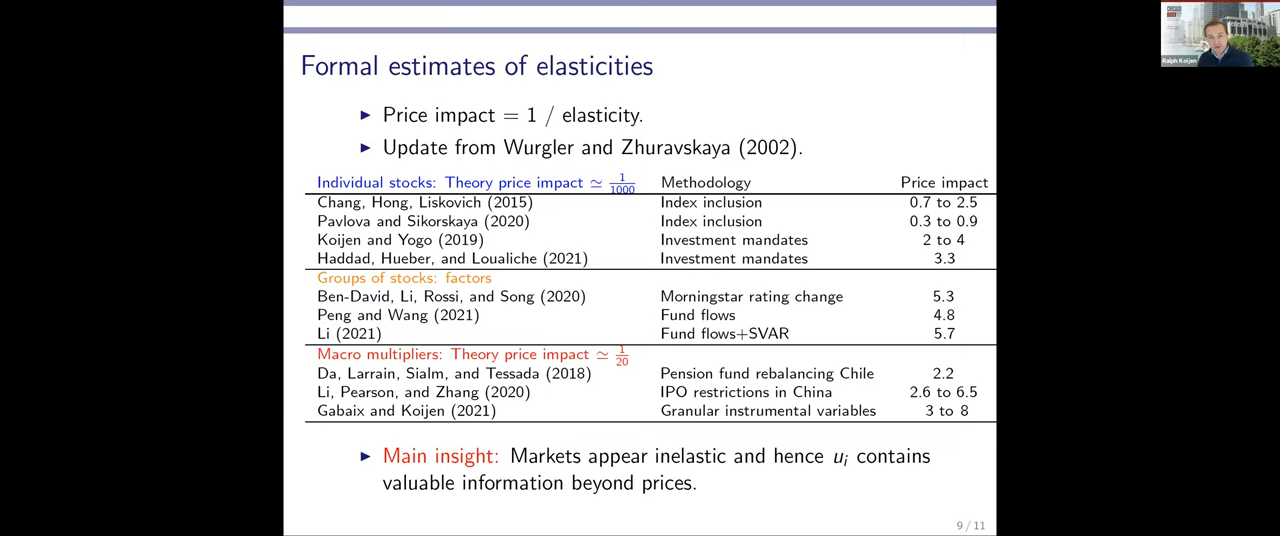 Formal estimates of elasticities
▶ Price impact = 1 / elasticity.
▶ Update from Wurgler and Zhuravskaya (2002).
Individual stocks: Theory price impact ≃ 1/1000 Methodology Price impact
Chang, Hong, Liskovich (2015) Index inclusion 0.7 to 2.5
Pavlova and Sikorskaya (2020) Index inclusion 0.3 to 0.9
Koijen and Yogo (2019) Investment mandates 2 to 4
Haddad, Hueber, and Loualiche (2021) Investment mandates 3.3
Groups of stocks: factors
Ben-David, Li, Rossi, and Song (2020) Morningstar rating change 5.3
Peng and Wang (2021) Fund flows 4.8
Li (2021) Fund flows+SVAR 5.7
Macro multipliers: Theory price impact ≃ 1/20
Da, Larrain, Sialm, and Tessada (2018) Pension fund rebalancing Chile 2.2
Li, Pearson, and Zhang (2020) IPO restrictions in China 2.6 to 6.5
Gabaix and Koijen (2021) Granular instrumental variables 3 to 8
▶ Main insight: Markets appear inelastic and hence uᵢ contains
valuable information beyond prices.
9 / 11
Ralph Koijen